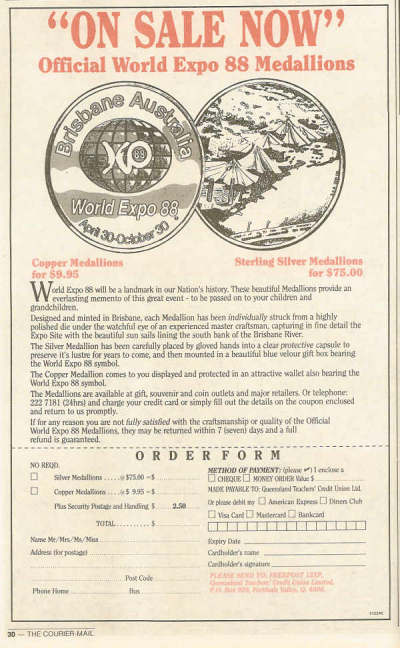 "ON SALE NOW"
Official World Expo 88 Medallions
Brisbane Australia
88
World Expo 88
April 30-October 30
Copper Medallions
for $9.95
Sterling Silver Medallions
for $75.00
World Expo 88 will be a landmark in our Nation's history. These beautiful Medallions provide an
everlasting memento of this great event - to be passed on to your children and
grandchildren.
Designed and minted in Brisbane, each Medallion has been individually struck from a highly
polished die under the watchful eye of an experienced master craftsman, capturing in fine detail the
Expo Site with the beautiful sun sails lining the south bank of the Brisbane River.
The Silver Medallion has been carefully placed by gloved hands into a clear protective capsule to
preserve it's lustre for years to come, and then mounted in a beautiful blue velour gift box bearing
the World Expo 88 symbol.
The Copper Medallion comes to you displayed and protected in an attractive wallet also bearing the
World Expo 88 symbol.
The Medallions are available at gift, souvenir and coin outlets and major retailers. Or telephone:
222 7181 (24hrs) and charge your credit card or simply fill out the details on the coupon enclosed
and return to us promptly.
If for any reason you are not fully satisfied with the craftsmanship or quality of the Official
World Expo 88 Medallions, they may be returned within 7 (seven) days and a full
refund is guaranteed.
ORDER FORM
NO REQD.
Silver Medallions .....@ $75.00 =$
Copper Medallions ....@ $ 9.95 =$
Plus Security Postage and Handling $ 2.50
TOTAL.......... $
Name Mr/Mrs/Ms/Miss
Address (for postage)
Post Code
Phone Home Bus
METHOD OF PAYMENT: (please ✓) I enclose a
CHEQUE MONEY ORDER Value $
MADE PAYABLE TO: Queensland Teachers' Credit Union Ltd.
Or please debit my American Express Diners Club
Visa Card Mastercard Bankcard
Expiry Date
Cardholder's name
Cardholder's signature
PLEASE SEND TO: FREEPOST
Queensland Teachers' Credit Union Limited,
P.O. Box Fortitude Valley, Q. 4006.
30 — THE COURIER-MAIL